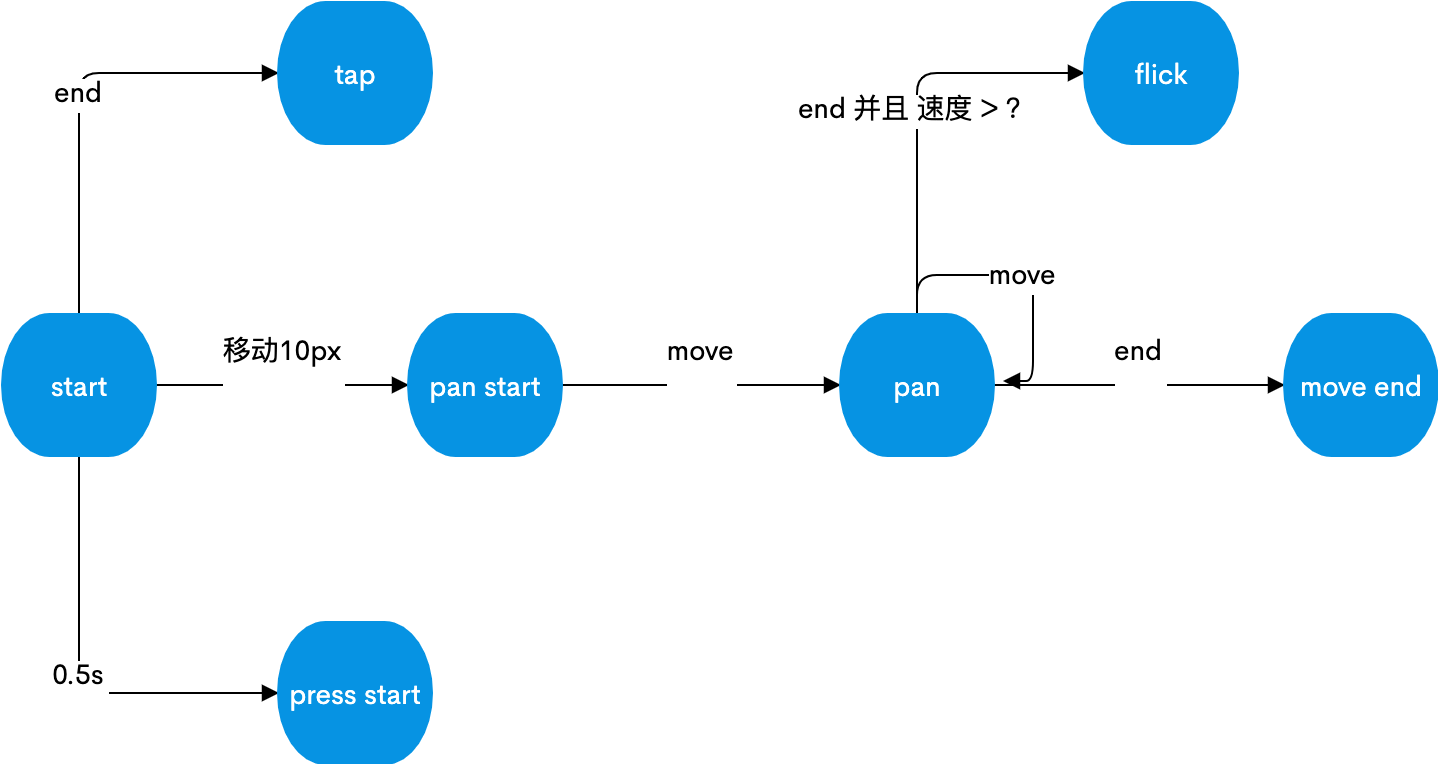 tap
flick
end
end 并且 速度 > ?
move
移动10px
move
end
start
pan start
pan
move end
0.5s
press start